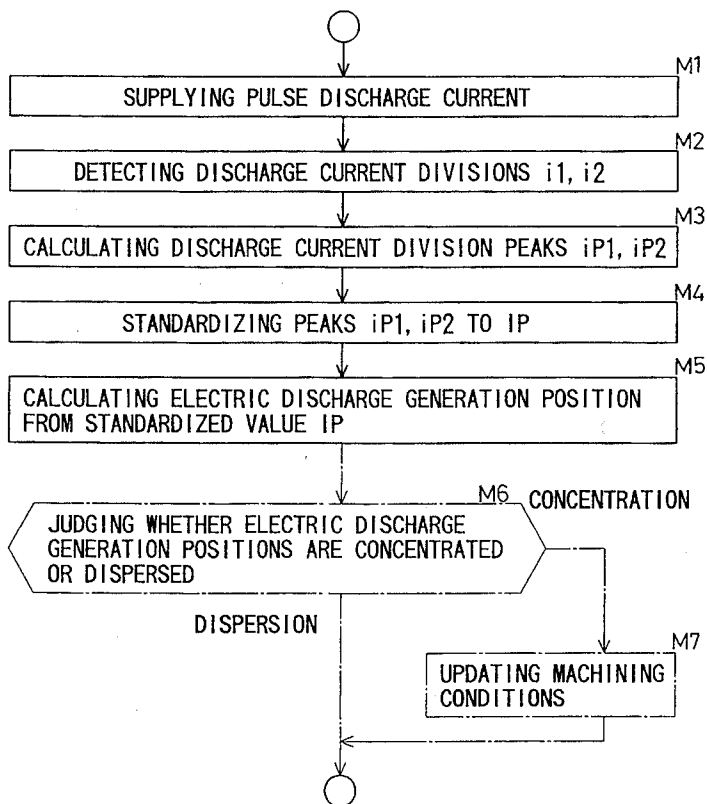 M1
SUPPLYING PULSE DISCHARGE CURRENT
M2
DETECTING DISCHARGE CURRENT DIVISIONS i1, i2
M3
CALCULATING DISCHARGE CURRENT DIVISION PEAKS iP1, iP2
M4
STANDARDIZING PEAKS iP1, iP2 TO IP
M5
CALCULATING ELECTRIC DISCHARGE GENERATION POSITION
FROM STANDARDIZED VALUE IP
M6
CONCENTRATION
JUDGING WHETHER ELECTRIC DISCHARGE
GENERATION POSITIONS ARE CONCENTRATED
OR DISPERSED
DISPERSION
M7
UPDATING MACHINING
CONDITIONS